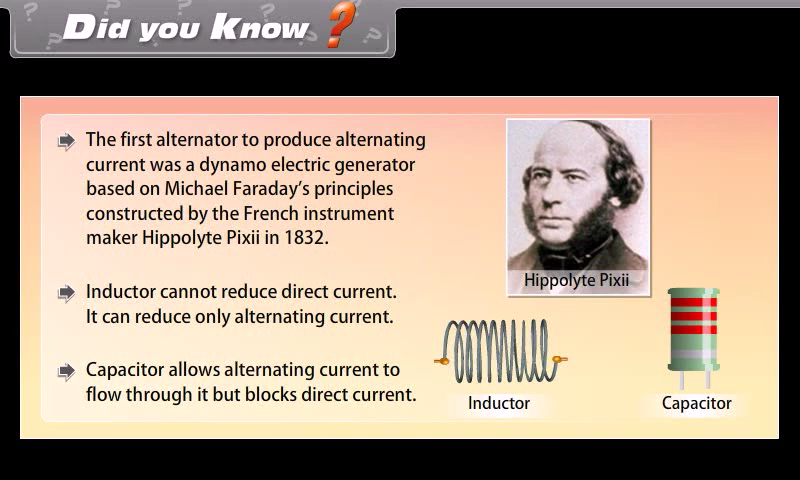 Did you Know ?
The first alternator to produce alternating
current was a dynamo electric generator
based on Michael Faraday's principles
constructed by the French instrument
maker Hippolyte Pixii in 1832.
Hippolyte Pixii
Inductor cannot reduce direct current.
It can reduce only alternating current.
Capacitor allows alternating current to
flow through it but blocks direct current.
Inductor
Capacitor